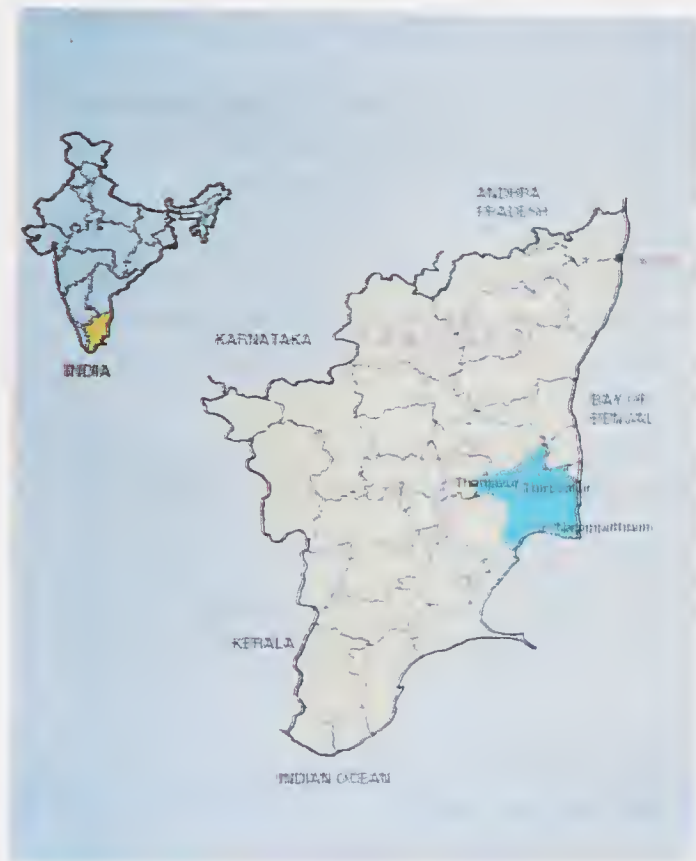 ANDHRA
PRADESH
KARNATAKA
INDIA
BAY OF
BENGAL
Thanjavur
KERALA
INDIAN OCEAN